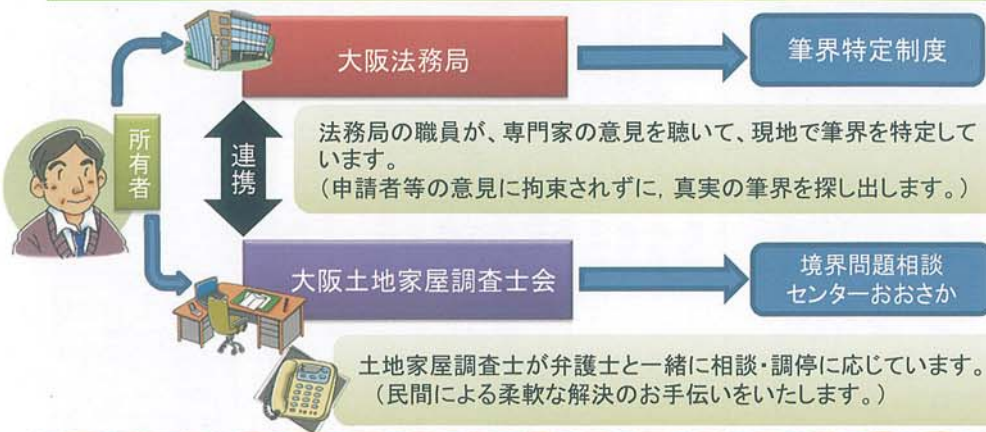 大阪法務局
筆界特定制度
所有者
連携
法務局の職員が、専門家の意見を聴いて、現地で筆界を特定して
います。
（申請者等の意見に拘束されずに，真実の筆界を探し出します。）
大阪土地家屋調査士会
境界問題相談
センターおおさか
土地家屋調査士が弁護士と一緒に相談・調停に応じています。
（民間による柔軟な解決のお手伝いをいたします。）